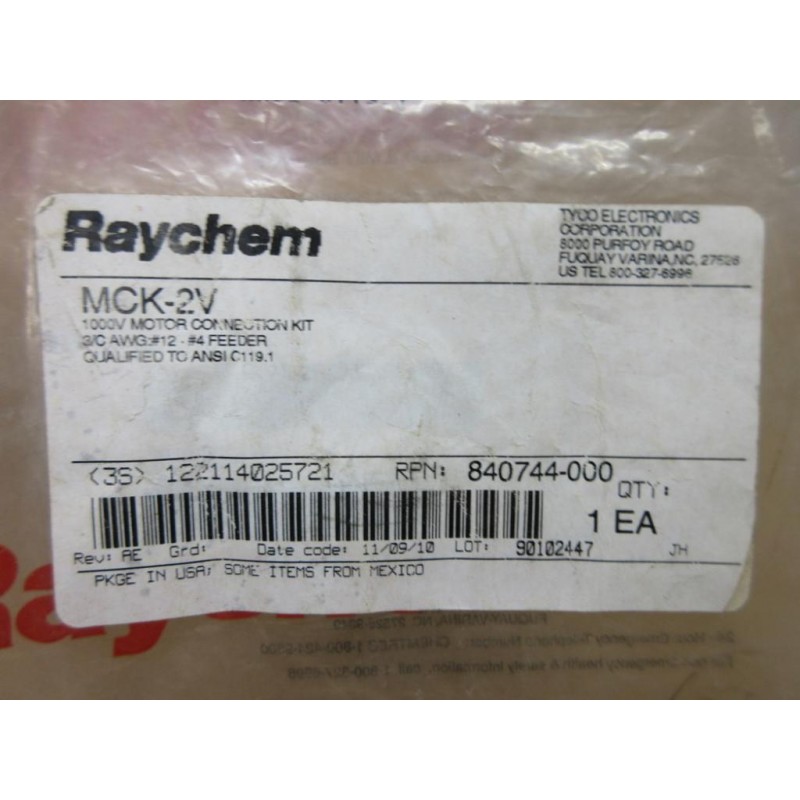 Raychem
TYCO ELECTRONICS
CORPORATION
8000 PURFOY ROAD
FUQUAY VARINA, NC, 27526
US TEL 800-327-6996
MCK-2V
1000V MOTOR CONNECTION KIT
3/C AWG:#12 - #4 FEEDER
QUALIFIED TO ANSI C119.1
(3S) 122114025721 RPN: 840744-000
QTY:
1 EA
Rev: AE Grd: Date code: 11/09/10 LOT: 90102447 JH
PKGE IN USA; SOME ITEMS FROM MEXICO
Raychem